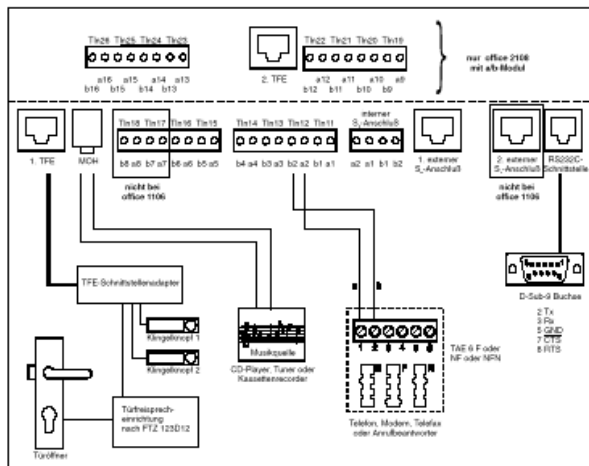 Tln26 Tln25 Tln24 Tln23
a16 a15 a14 a13
b16 b15 b14 b13
2. TFE
Tln22 Tln21 Tln20 Tln19
a12 a11 a10 a9
b12 b11 b10 b9
nur office 2106
mit a/b-Modul
1. TFE
MOH
Tln18 Tln17 Tln16 Tln15
b8 a8 b7 a7 b6 a6 b5 a5
nicht bei
office 1106
Tln14 Tln13 Tln12 Tln11
b4 a4 b3 a3 b2 a2 b1 a1
interner
S₀-Anschluß
a2 a1 b1 b2
1. externer
S₀-Anschluß
2. externer
S₀-Anschluß
nicht bei
office 1106
RS232C-
Schnittstelle
TFE-Schnittstellenadapter
Klingelknopf 1
Klingelknopf 2
Türöffner
Türfreisprech-
einrichtung
nach FTZ 123D12
Musikquelle
CD-Player, Tuner oder
Kassettenrecorder
a b
1 2 3 4 5 6
TAE 6 F oder
NF oder NFN
N F N
Telefon, Modem, Telefax
oder Anrufbeantworter
D-Sub-9 Buchse
2 Tx
3 Rx
5 GND
7 CTS
8 RTS